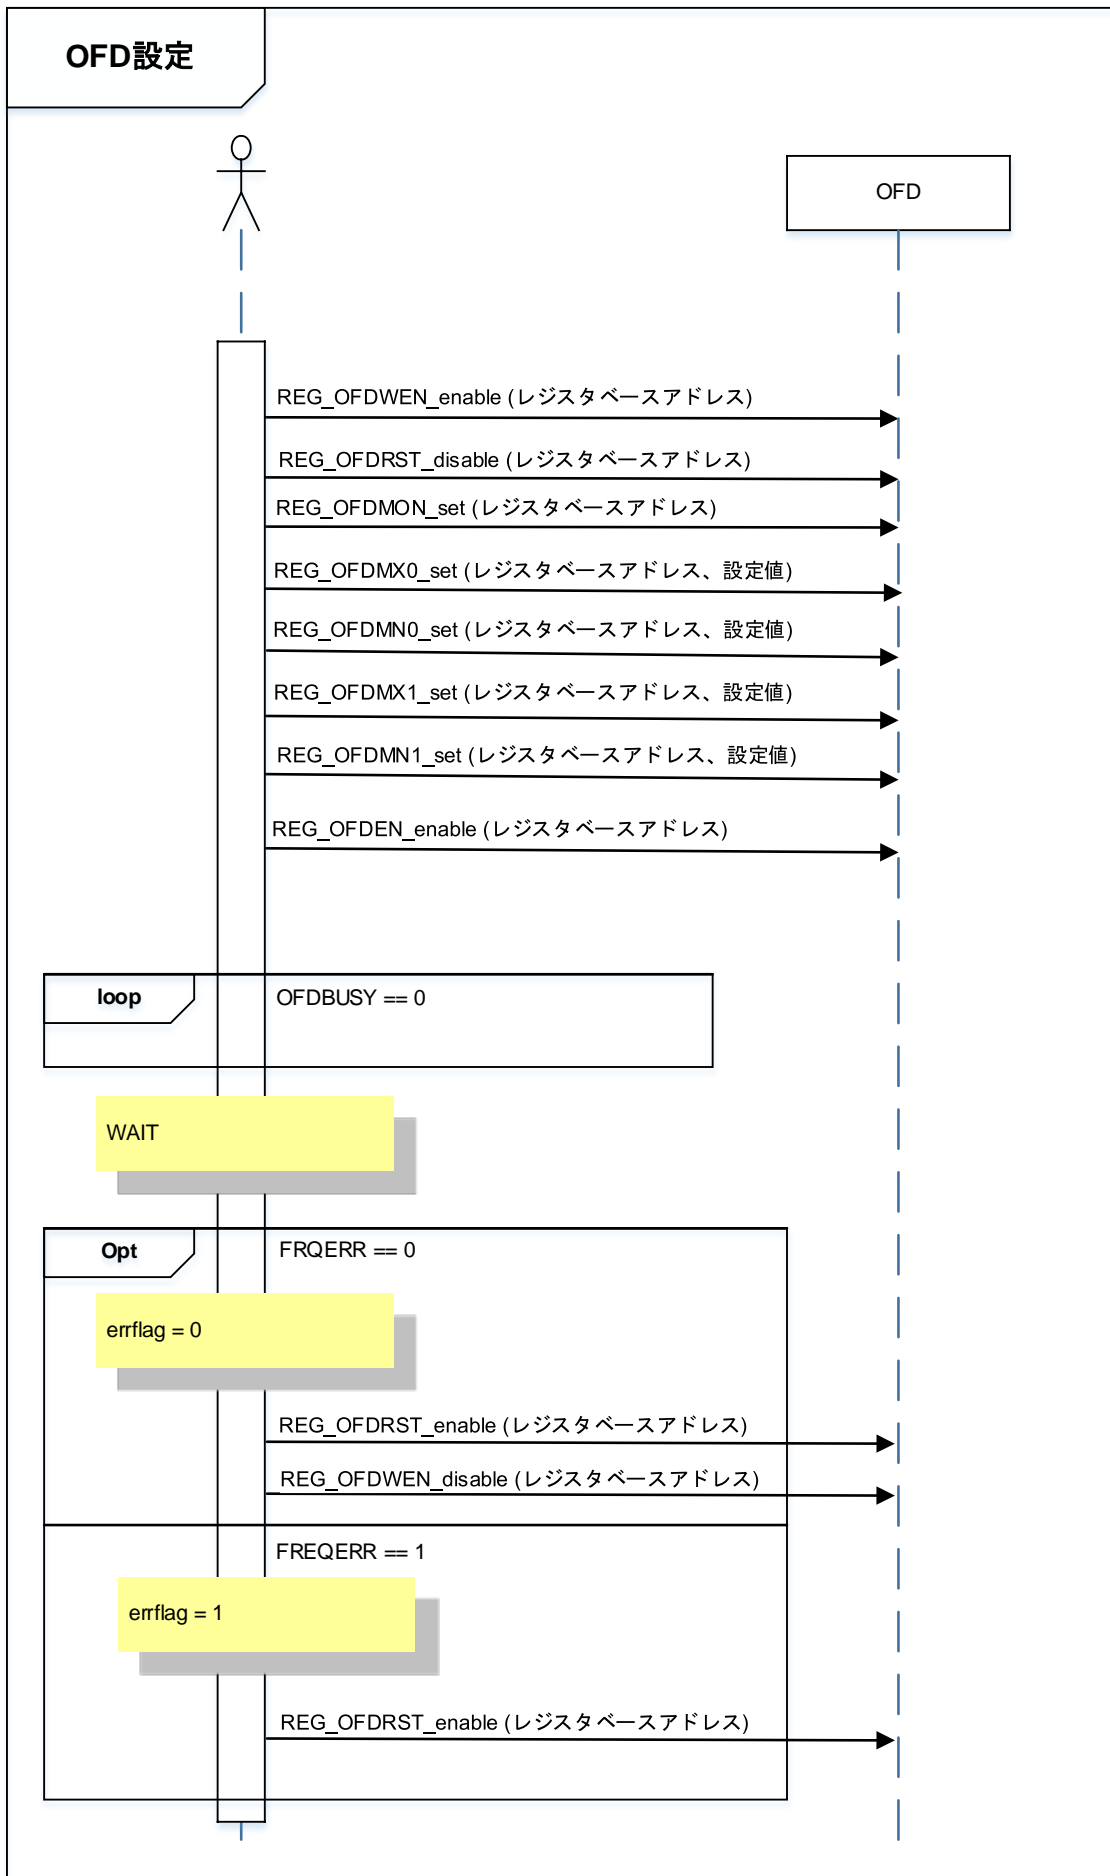 OFD設定
OFD
REG_OFDWEN_enable (レジスタベースアドレス)
REG_OFDRST_disable (レジスタベースアドレス)
REG_OFDMON_set (レジスタベースアドレス)
REG_OFDMX0_set (レジスタベースアドレス、設定値)
REG_OFDMN0_set (レジスタベースアドレス、設定値)
REG_OFDMX1_set (レジスタベースアドレス、設定値)
REG_OFDMN1_set (レジスタベースアドレス、設定値)
REG_OFDEN_enable (レジスタベースアドレス)
loop OFDBUSY == 0
WAIT
Opt FRQERR == 0
errflag = 0
REG_OFDRST_enable (レジスタベースアドレス)
REG_OFDWEN_disable (レジスタベースアドレス)
FREQERR == 1
errflag = 1
REG_OFDRST_enable (レジスタベースアドレス)